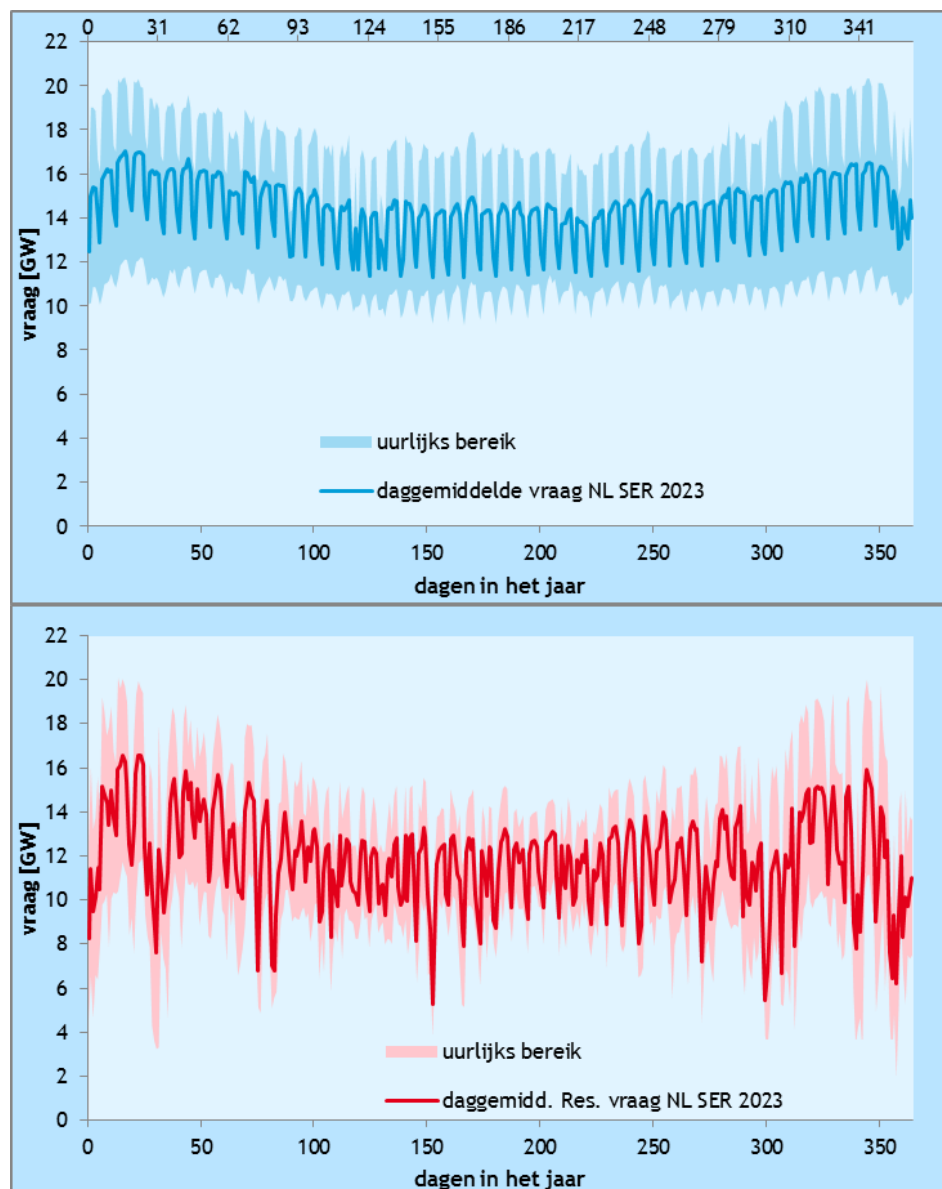 0 31 62 93 124 155 186 217 248 279 310 341
22
20
18
16
14
12
10
8
6
4
2
0
vraag [GW]
uurlijks bereik
daggemiddelde vraag NL SER 2023
0 50 100 150 200 250 300 350
dagen in het jaar
22
20
18
16
14
12
10
8
6
4
2
0
vraag [GW]
uurlijks bereik
daggemidd. Res. vraag NL SER 2023
0 50 100 150 200 250 300 350
dagen in het jaar